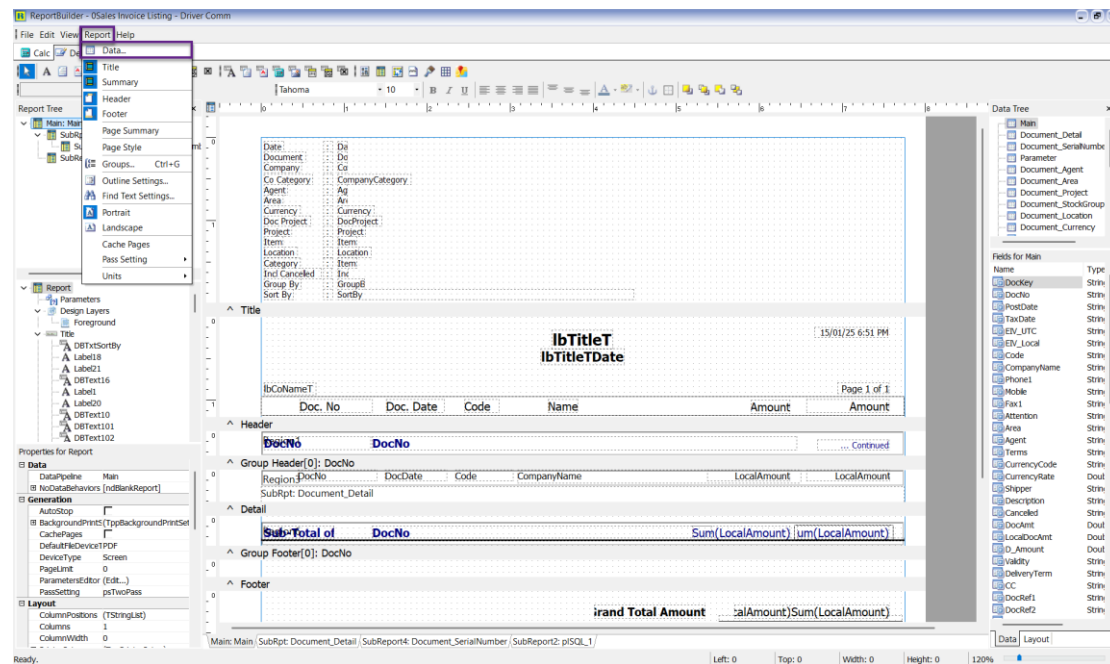 ReportBuilder - 0Sales Invoice Listing - Driver Comm
File Edit View Report Help
Calc
Data...
Title
Summary
Header
Footer
Page Summary
Page Style
Groups... Ctrl+G
Outline Settings...
Find Text Settings...
Portrait
Landscape
Cache Pages
Pass Setting
Units
Tahoma 10 B I U
Report Tree
Main:
Report
Parameters
Design Layers
Foreground
Title
DBTxtSortBy
Label18
Label21
DBText16
Label1
Label20
DBText10
DBText101
DBText102
Properties for Report
Data
DataPipeline Main
NoDataBehaviors [ndBlankReport]
Generation
AutoStop
CachePages
DeviceType Screen
PageLimit 0
ParametersEditor (Edit...)
PassSetting psTwoPass
Layout
ColumnPositions (TStringList)
Columns 1
ColumnWidth 0
Date : Da
Document : Do
Company : Co
Co Category : CompanyCategory
Agent : Ag
Area :
Currency : Currency
Doc Project : DocProject
Project : Project
Item : Item
Location : Location
Category : Item
Incl Cancelled :
Group By :
Sort By : SortBy
^ Title
lbTitleT
15/01/25 6:51 PM
lbTitleTDate
lbCoNameT Page 1 of 1
Doc. No Doc. Date Code Name Amount Amount
^ Header
DocNo DocNo ... Continued
^ Group Header[0]: DocNo
DocNo DocDate Code CompanyName LocalAmount LocalAmount
SubRpt: Document_Detail
^ Detail
Sub-Total of DocNo Sum(LocalAmount) um(LocalAmount)
^ Group Footer[0]: DocNo
^ Footer
Grand Total Amount Sum(LocalAmount)
Main: Main SubRpt: Document_Detail SubReport4: Document_SerialNumber SubReport2: plSQL_1
Data Tree
Main
Document_Detail
Document_SerialNumbe
Parameter
Document_Agent
Document_Area
Document_Project
Document_StockGroup
Document_Location
Document_Currency
Fields for Main
Name Type
DocKey
DocNo
PostDate
TaxDate
EIV_UTC
EIV_Local
Code
CompanyName
Phone1
Mobile
Fax1
Attention
Area
Agent
Terms
CurrencyCode
CurrencyRate
Shipper
Description
Cancelled
DocAmt
LocalDocAmt
D_Amount
Validity
DeliveryTerm
CC
DocRef1
DocRef2
Data Layout
Ready. Left: 0 Top: 0 Width: 0 Height: 0 120%